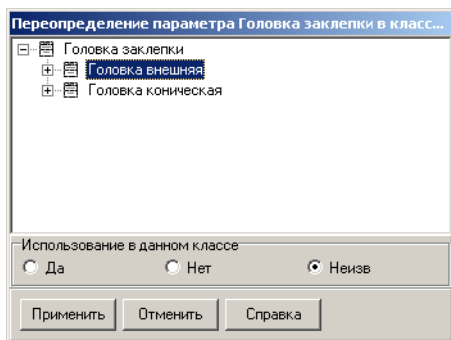 Переопределение параметра Головка заклепки в класс...
Головка заклепки
Головка внешняя
Головка коническая
Использование в данном классе
Да Нет Неизв
Применить Отменить Справка